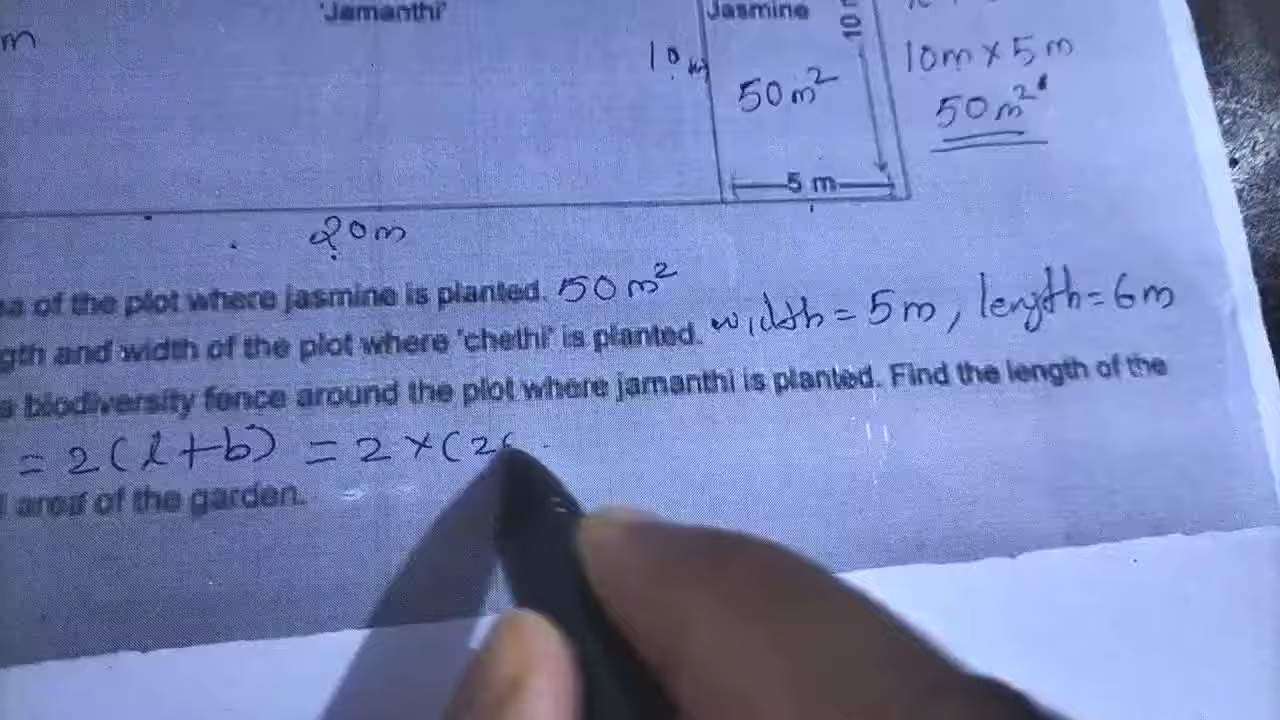 'Jamanthi'
Jasmine
m
10 m
10
10m × 5m
50 m²
50 m²
5 m
20m
of the plot where jasmine is planted. 50 m²
and width of the plot where 'chethi' is planted. width = 5m, length = 6m
biodiversity fence around the plot where jamanthi is planted. Find the length of the
= 2 (l+b) = 2 × (2
area of the garden.